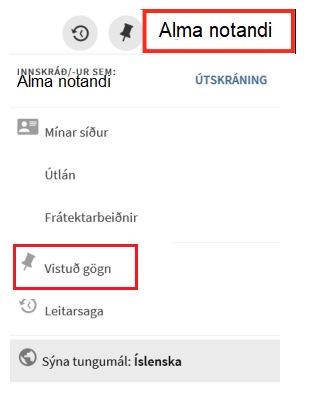 Alma notandi
INNSKRÁÐ/-UR SEM:
Alma notandi
ÚTSKRÁNING
Mínar síður
Útlán
Frátektarbeiðnir
Vistuð gögn
Leitarsaga
Sýna tungumál: Íslenska